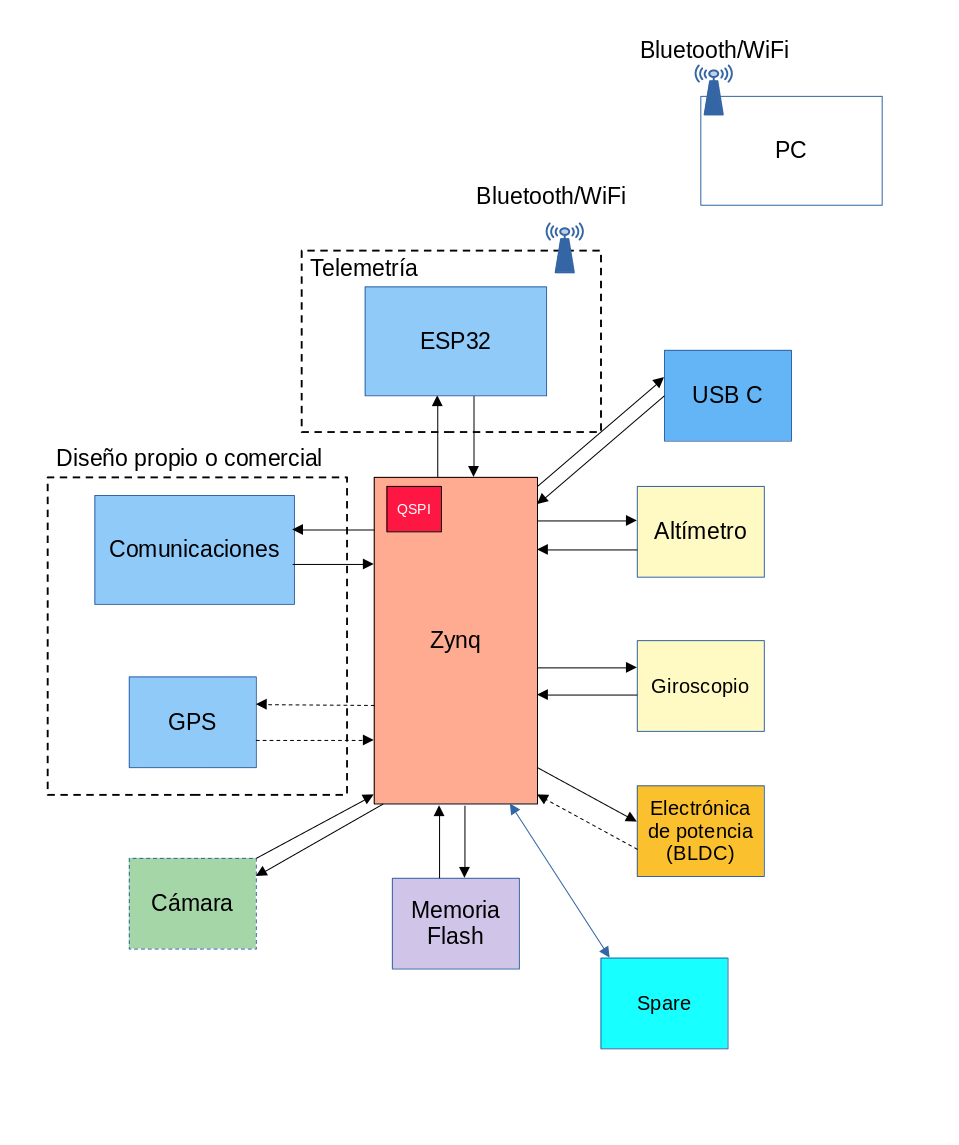 Bluetooth/WiFi
PC
Bluetooth/WiFi
Telemetría
ESP32
USB C
Diseño propio o comercial
QSPI
Comunicaciones
Altímetro
Zynq
Giroscopio
GPS
Electrónica
de potencia
(BLDC)
Cámara
Memoria
Flash
Spare